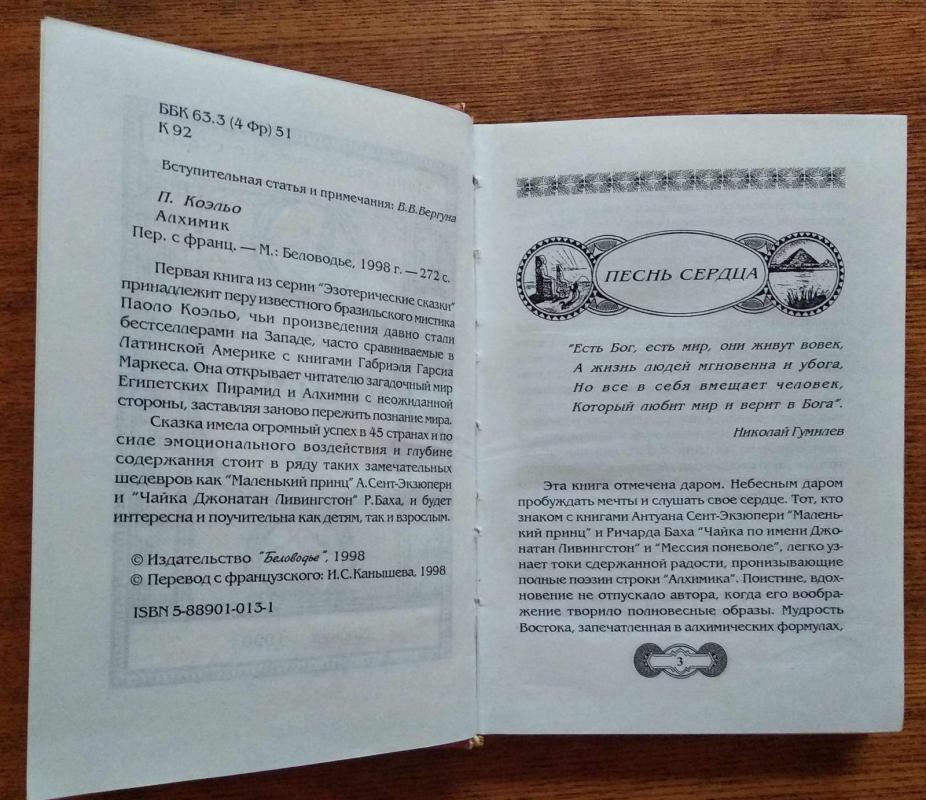 ББК 63.3 (4 Фр) 51
К 92
Вступительная статья и примечания: В.В.Вергуна
П. Коэльо
Алхимик
Пер. с франц. — М.: Беловодье, 1998 г. — 272 с.
Первая книга из серии "Эзотерические сказки"
принадлежит перу известного бразильского мистика
Паоло Коэльо, чьи произведения давно стали
бестселлерами на Западе, часто сравниваемые в
Латинской Америке с книгами Габриэля Гарсиа
Маркеса. Она открывает читателю загадочный мир
Египетских Пирамид и Алхимии с неожиданной
стороны, заставляя заново пережить познание мира.
Сказка имела огромный успех в 45 странах и по
силе эмоционального воздействия и глубине
содержания стоит в ряду таких замечательных
шедевров как "Маленький принц" А.Сент-Экзюпери
и "Чайка Джонатан Ливингстон" Р.Баха, и будет
интересна и поучительна как детям, так и взрослым.
© Издательство "Беловодье", 1998
© Перевод с французского: И.С.Канышева, 1998
ISBN 5-88901-013-1
ПЕСНЬ СЕРДЦА
"Есть Бог, есть мир, они живут вовек,
А жизнь людей мгновенна и убога,
Но все в себя вмещает человек,
Который любит мир и верит в Бога".
Николай Гумилев
Эта книга отмечена даром. Небесным даром
пробуждать мечты и слушать свое сердце. Тот, кто
знаком с книгами Антуана Сент-Экзюпери "Малень-
кий принц" и Ричарда Баха "Чайка по имени Джо-
натан Ливингстон" и "Мессия поневоле", легко уз-
нает токи сдержанной радости, пронизывающие
полные поэзии строки "Алхимика". Поистине, вдох-
новение не отпускало автора, когда его вообра-
жение творило полновесные образы. Мудрость
Востока, запечатленная в алхимических формулах,
3